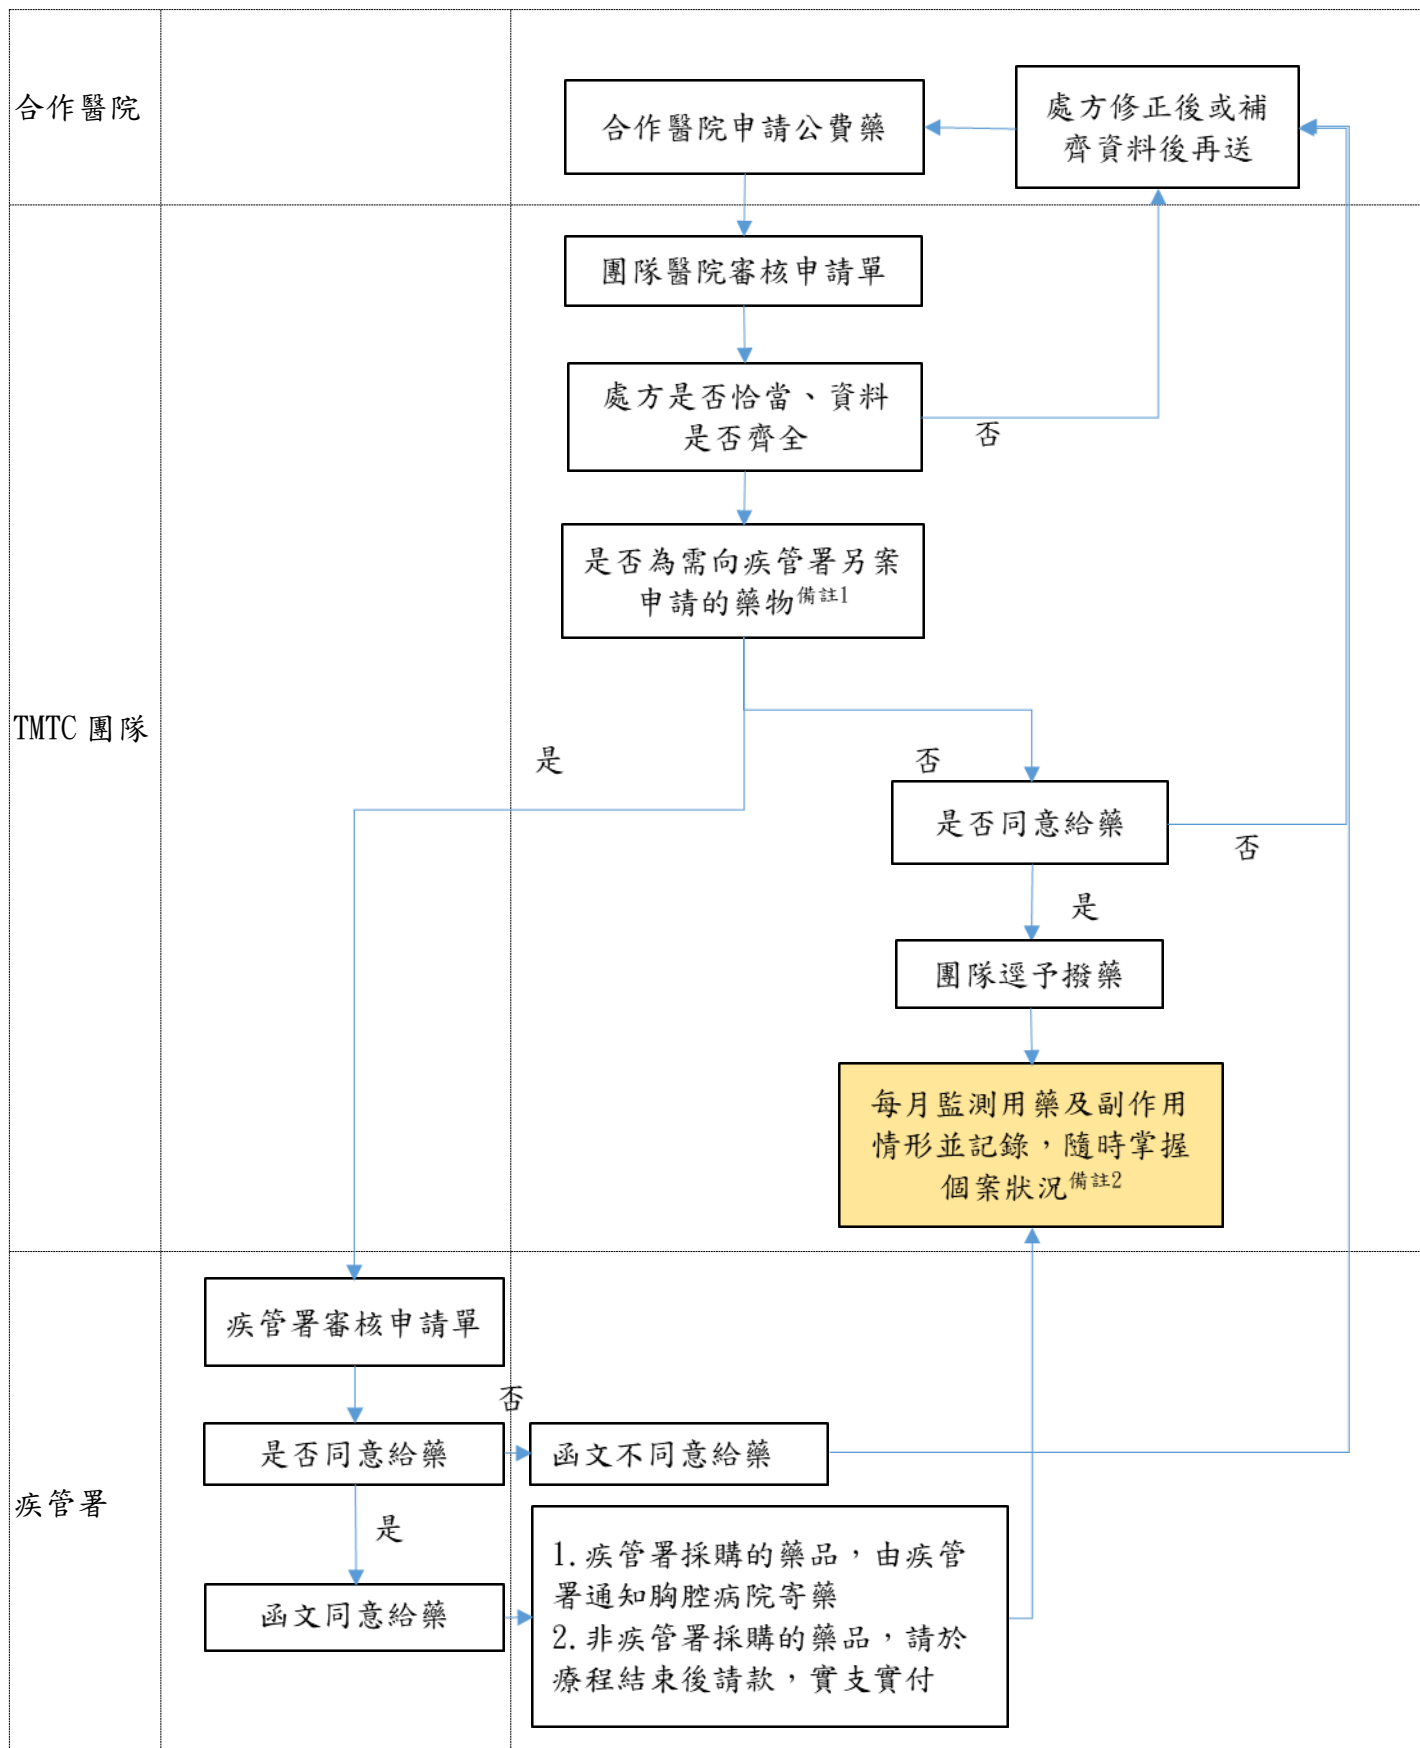 合作醫院
合作醫院申請公費藥
處方修正後或補
齊資料後再送
團隊醫院審核申請單
處方是否恰當、資料
是否齊全
否
是否為需向疾管署另案
申請的藥物備註1
TMTC 團隊
是
否
是否同意給藥
否
是
團隊逕予撥藥
每月監測用藥及副作用
情形並記錄，隨時掌握
個案狀況備註2
疾管署
疾管署審核申請單
否
是否同意給藥
函文不同意給藥
是
函文同意給藥
1.疾管署採購的藥品，由疾管
署通知胸腔病院寄藥
2.非疾管署採購的藥品，請於
療程結束後請款，實支實付